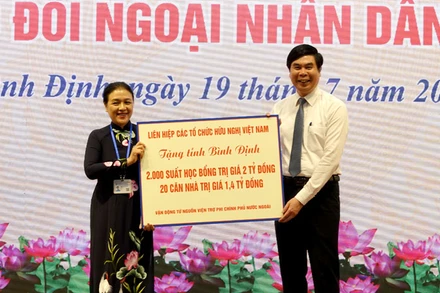 ĐỐI NGOẠI NHÂN DÂN
nh Định, ngày 19 tháng 7 năm 20
LIÊN HIỆP CÁC TỔ CHỨC HỮU NGHỊ VIỆT NAM
Tặng tỉnh Bình Định
2.000 SUẤT HỌC BỔNG TRỊ GIÁ 2 TỶ ĐỒNG
20 CĂN NHÀ TRỊ GIÁ 1,4 TỶ ĐỒNG
VẬN ĐỘNG TỪ NGUỒN VIỆN TRỢ PHI CHÍNH PHỦ NƯỚC NGOÀI